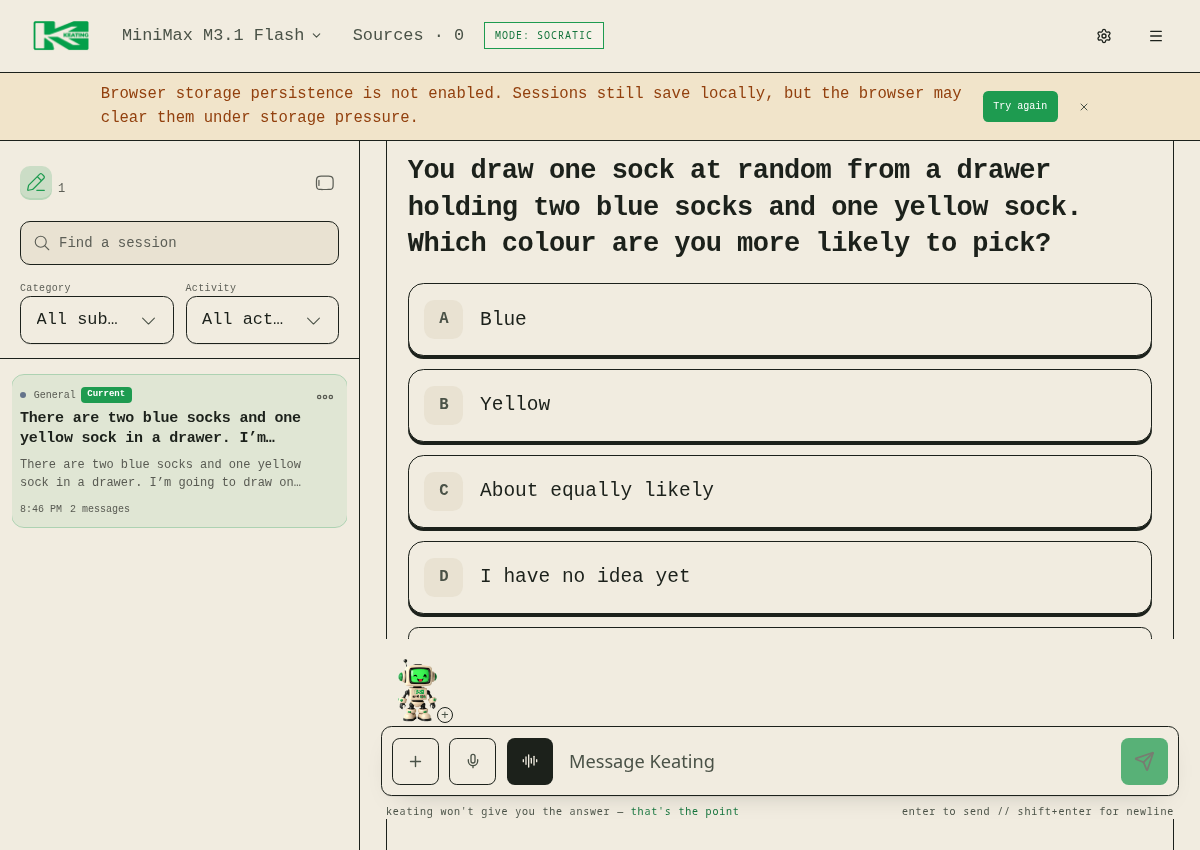 KEATING
MiniMax M3.1 Flash
Sources · 0
MODE: SOCRATIC
Browser storage persistence is not enabled. Sessions still save locally, but the browser may
clear them under storage pressure.
Try again
1
Find a session
Category
Activity
All sub…
All act…
General
Current
There are two blue socks and one
yellow sock in a drawer. I’m…
There are two blue socks and one yellow
sock in a drawer. I’m going to draw on…
8:46 PM 2 messages
You draw one sock at random from a drawer
holding two blue socks and one yellow sock.
Which colour are you more likely to pick?
A Blue
B Yellow
C About equally likely
D I have no idea yet
Message Keating
keating won't give you the answer — that's the point
enter to send // shift+enter for newline